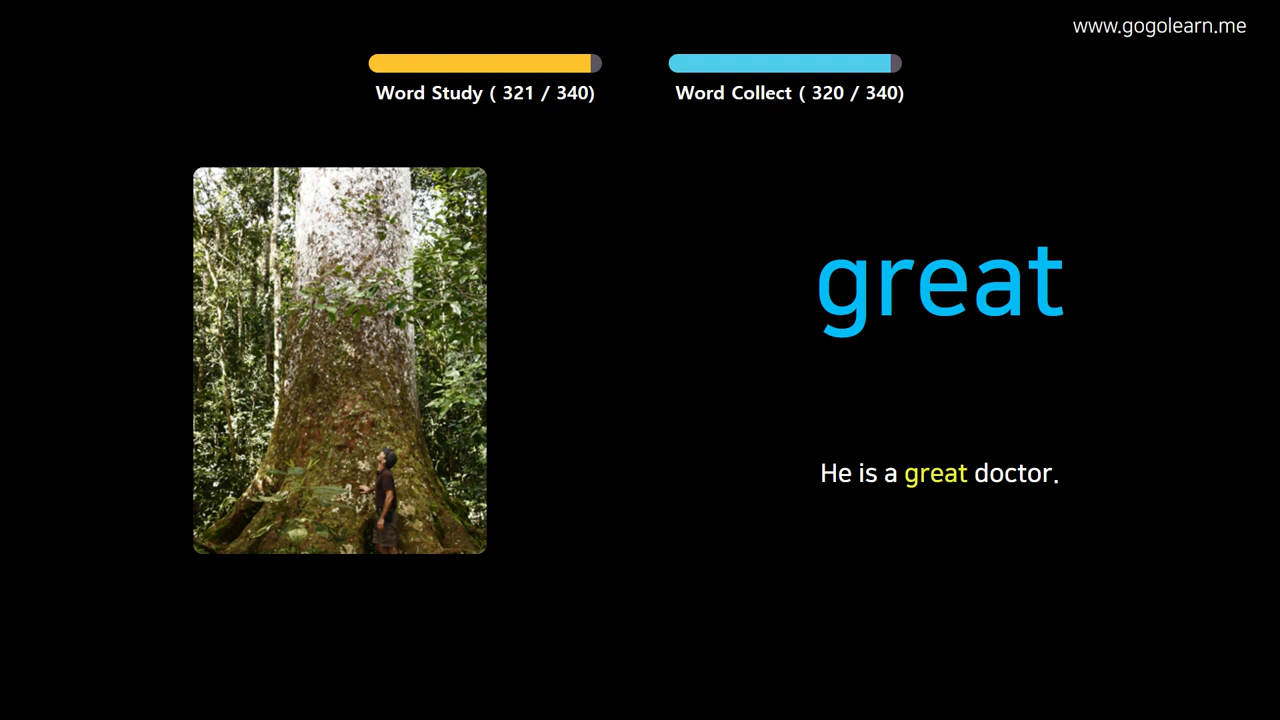 www.gogolearn.me
Word Study ( 321 / 340)
Word Collect ( 320 / 340)
great
He is a great doctor.